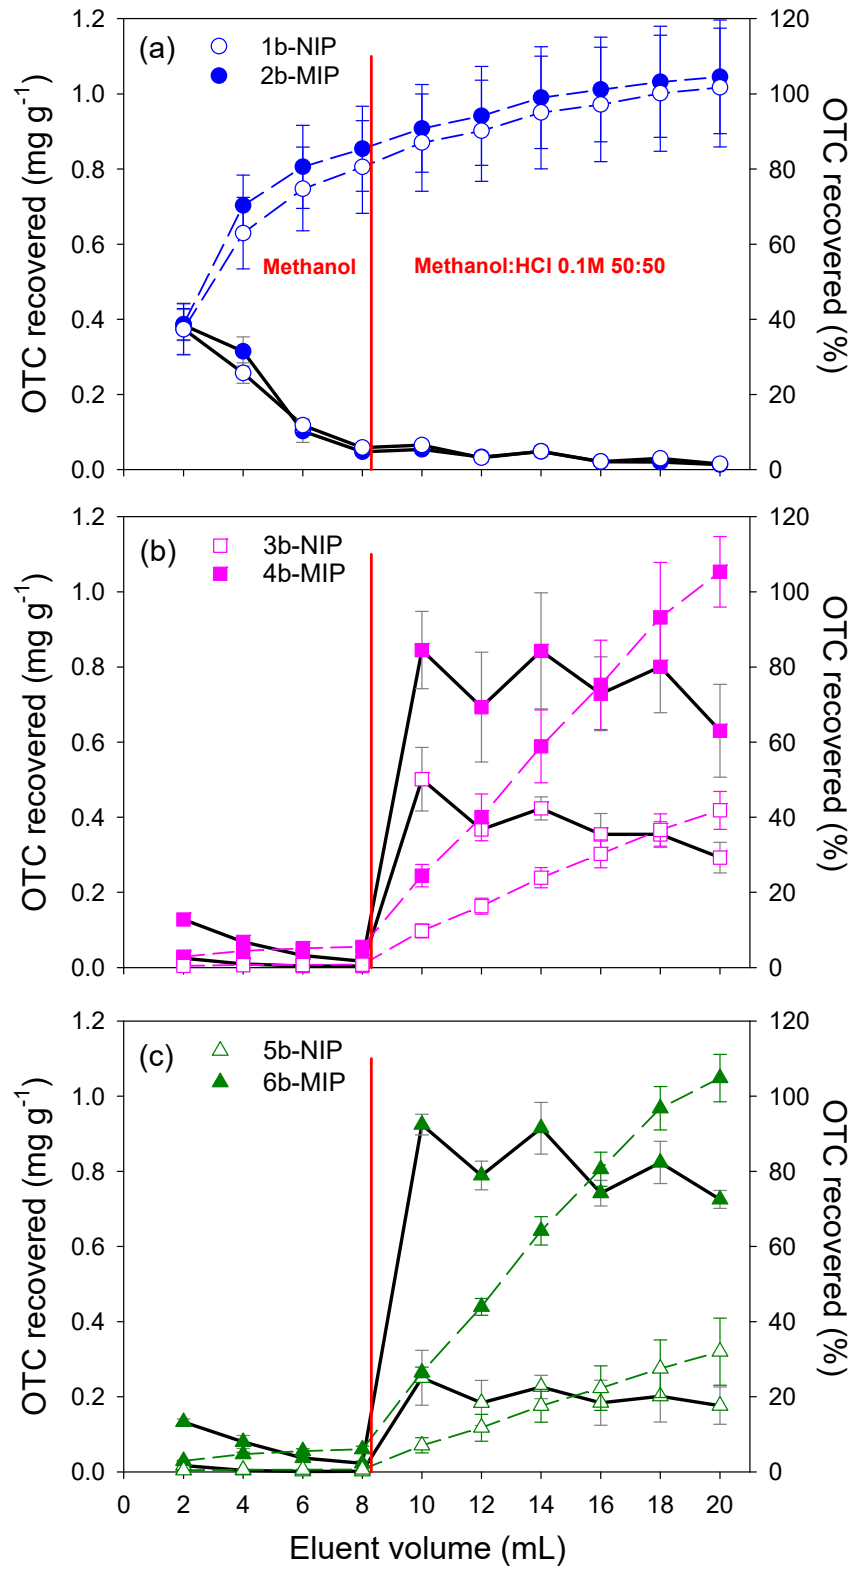 (a)
1b-NIP
2b-MIP
Methanol
Methanol:HCl 0.1M 50:50
OTC recovered (mg g⁻¹)
1.2
1.0
0.8
0.6
0.4
0.2
0.0
OTC recovered (%)
120
100
80
60
40
20
0
(b)
3b-NIP
4b-MIP
OTC recovered (mg g⁻¹)
1.2
1.0
0.8
0.6
0.4
0.2
0.0
OTC recovered (%)
120
100
80
60
40
20
0
(c)
5b-NIP
6b-MIP
OTC recovered (mg g⁻¹)
1.2
1.0
0.8
0.6
0.4
0.2
0.0
OTC recovered (%)
120
100
80
60
40
20
0
0 2 4 6 8 10 12 14 16 18 20
Eluent volume (mL)